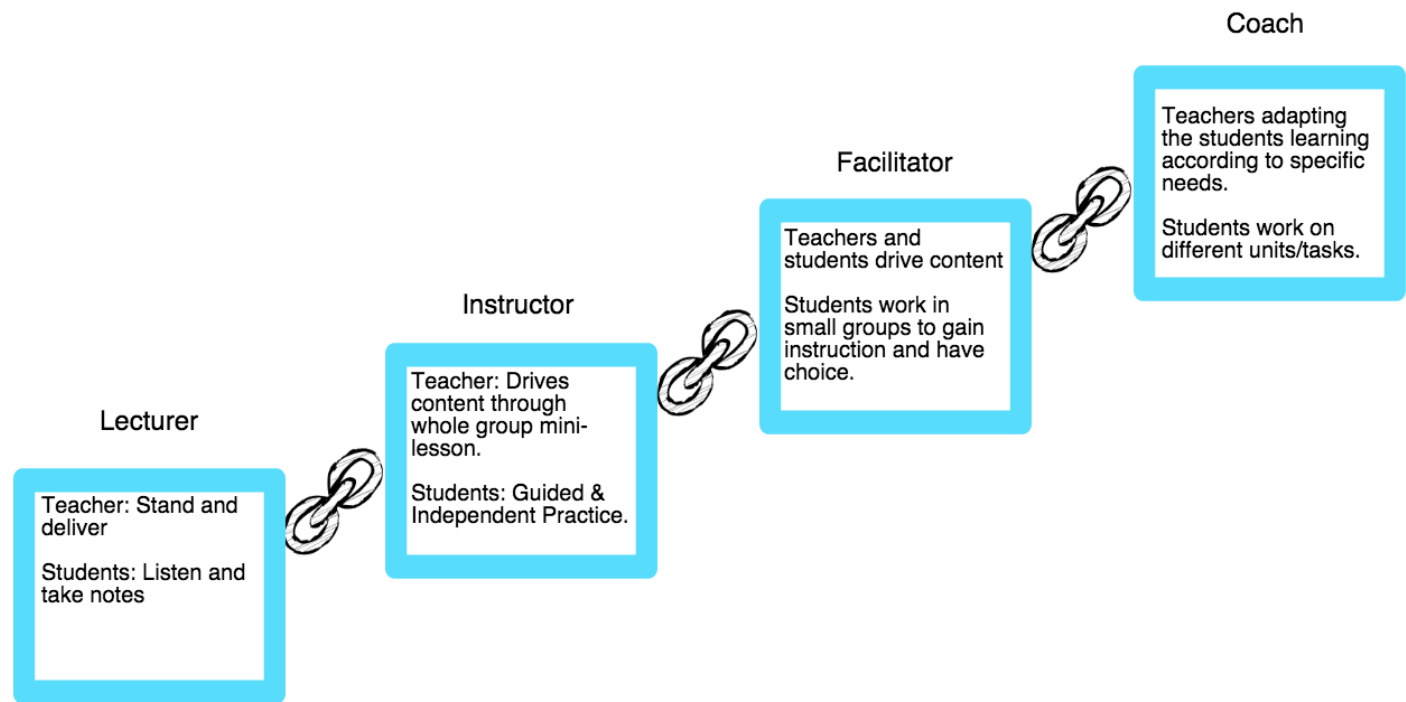 Coach
Teachers adapting
the students learning
according to specific
needs.
Students work on
different units/tasks.
Facilitator
Teachers and
students drive content
Students work in
small groups to gain
instruction and have
choice.
Instructor
Teacher: Drives
content through
whole group mini-
lesson.
Students: Guided &
Independent Practice.
Lecturer
Teacher: Stand and
deliver
Students: Listen and
take notes